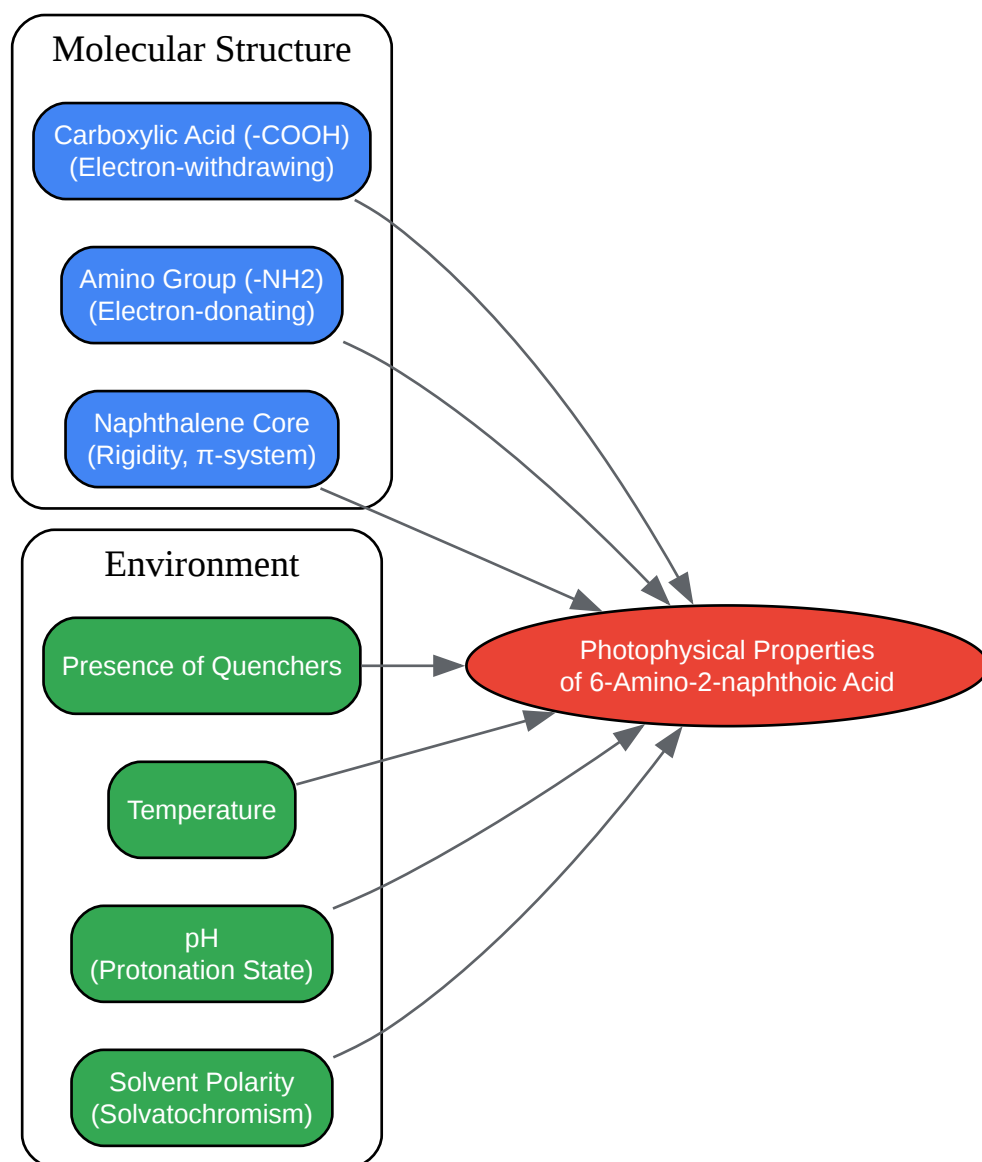 Molecular Structure
Carboxylic Acid (-COOH)
(Electron-withdrawing)
Amino Group (-NH2)
(Electron-donating)
Naphthalene Core
(Rigidity, π-system)
Environment
Presence of Quenchers
Temperature
pH
(Protonation State)
Solvent Polarity
(Solvatochromism)
Photophysical Properties
of 6-Amino-2-naphthoic Acid